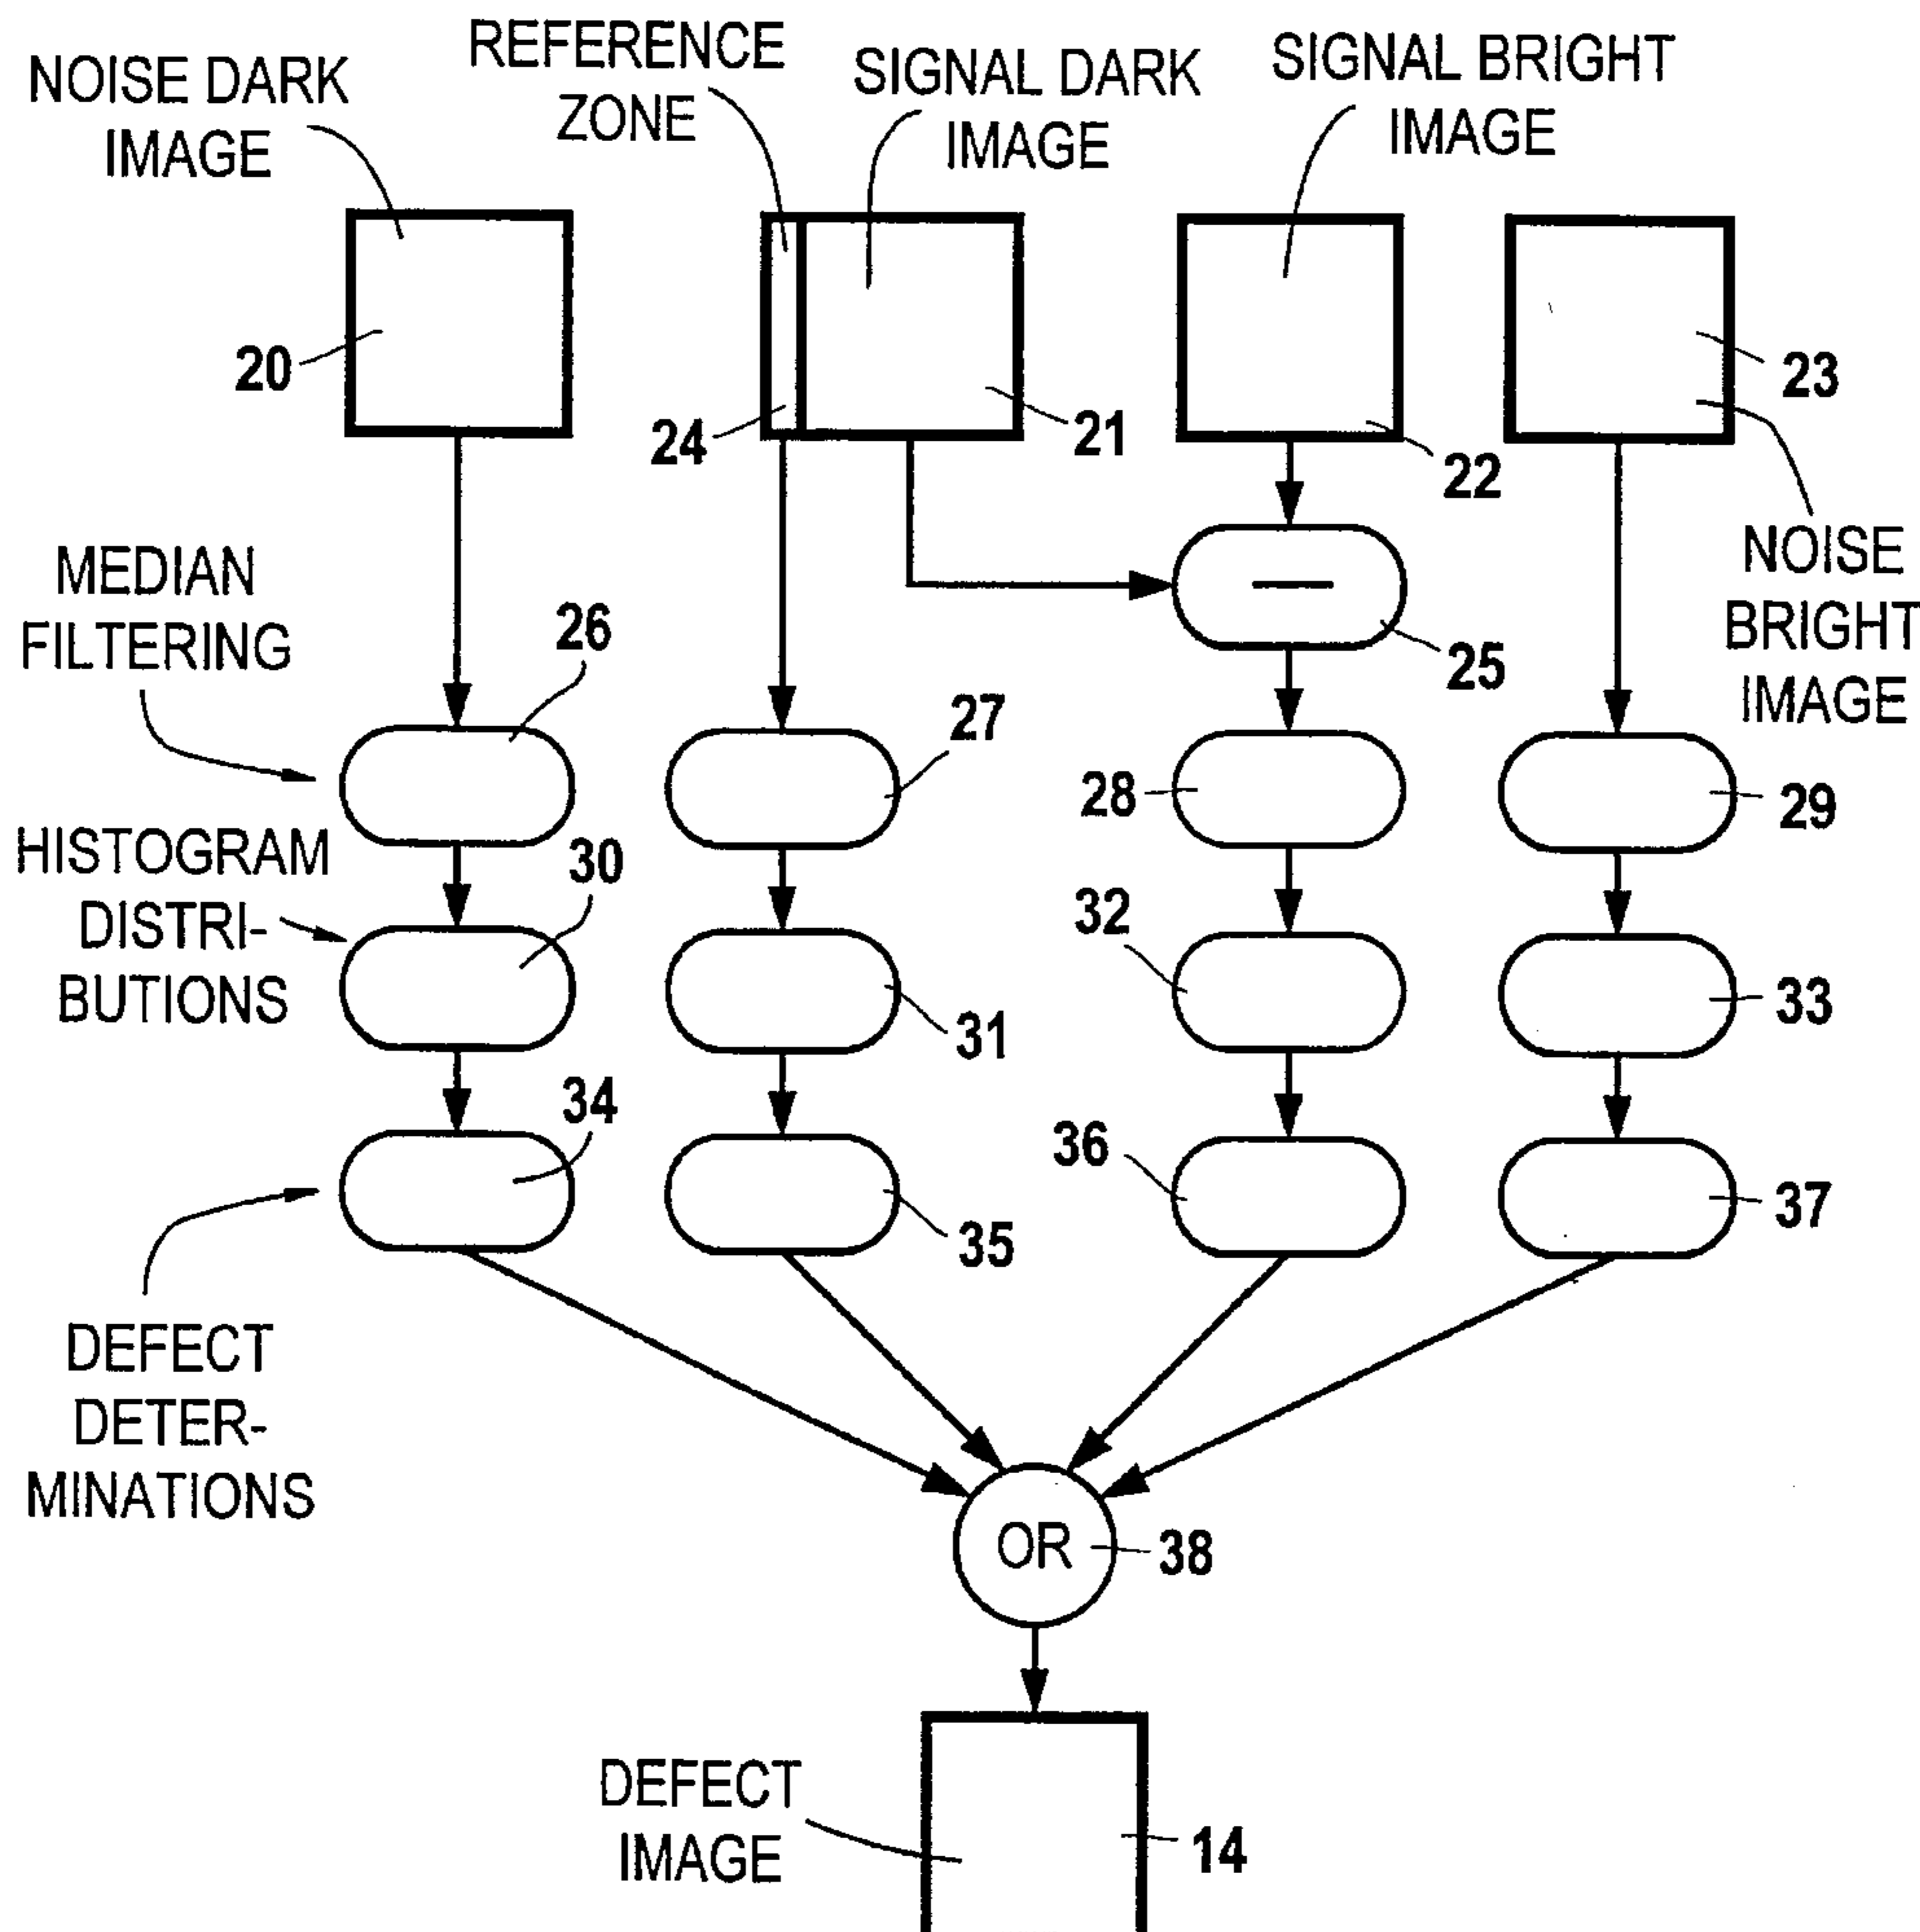 NOISE DARK
IMAGE
REFERENCE
ZONE
SIGNAL DARK
IMAGE
SIGNAL BRIGHT
IMAGE
20
24
21
22
23
NOISE
BRIGHT
IMAGE
MEDIAN
FILTERING
26
25
27
28
29
HISTOGRAM
DISTRI-
BUTIONS
30
31
32
33
34
35
36
37
DEFECT
DETER-
MINATIONS
OR
38
DEFECT
IMAGE
14